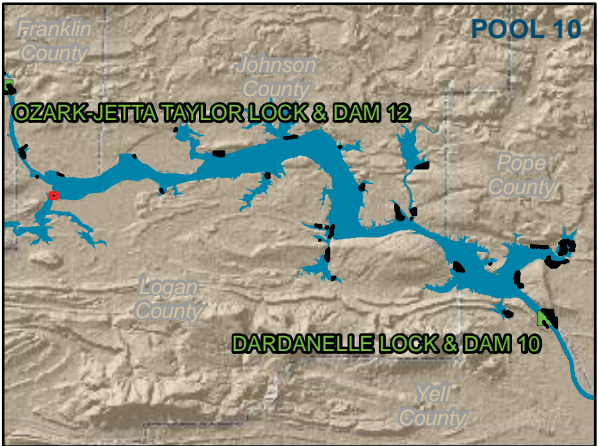 POOL 10
Franklin
County
Johnson
County
OZARK-JETTA TAYLOR LOCK & DAM 12
Pope
County
Logan
County
DARDANELLE LOCK & DAM 10
Yell
County